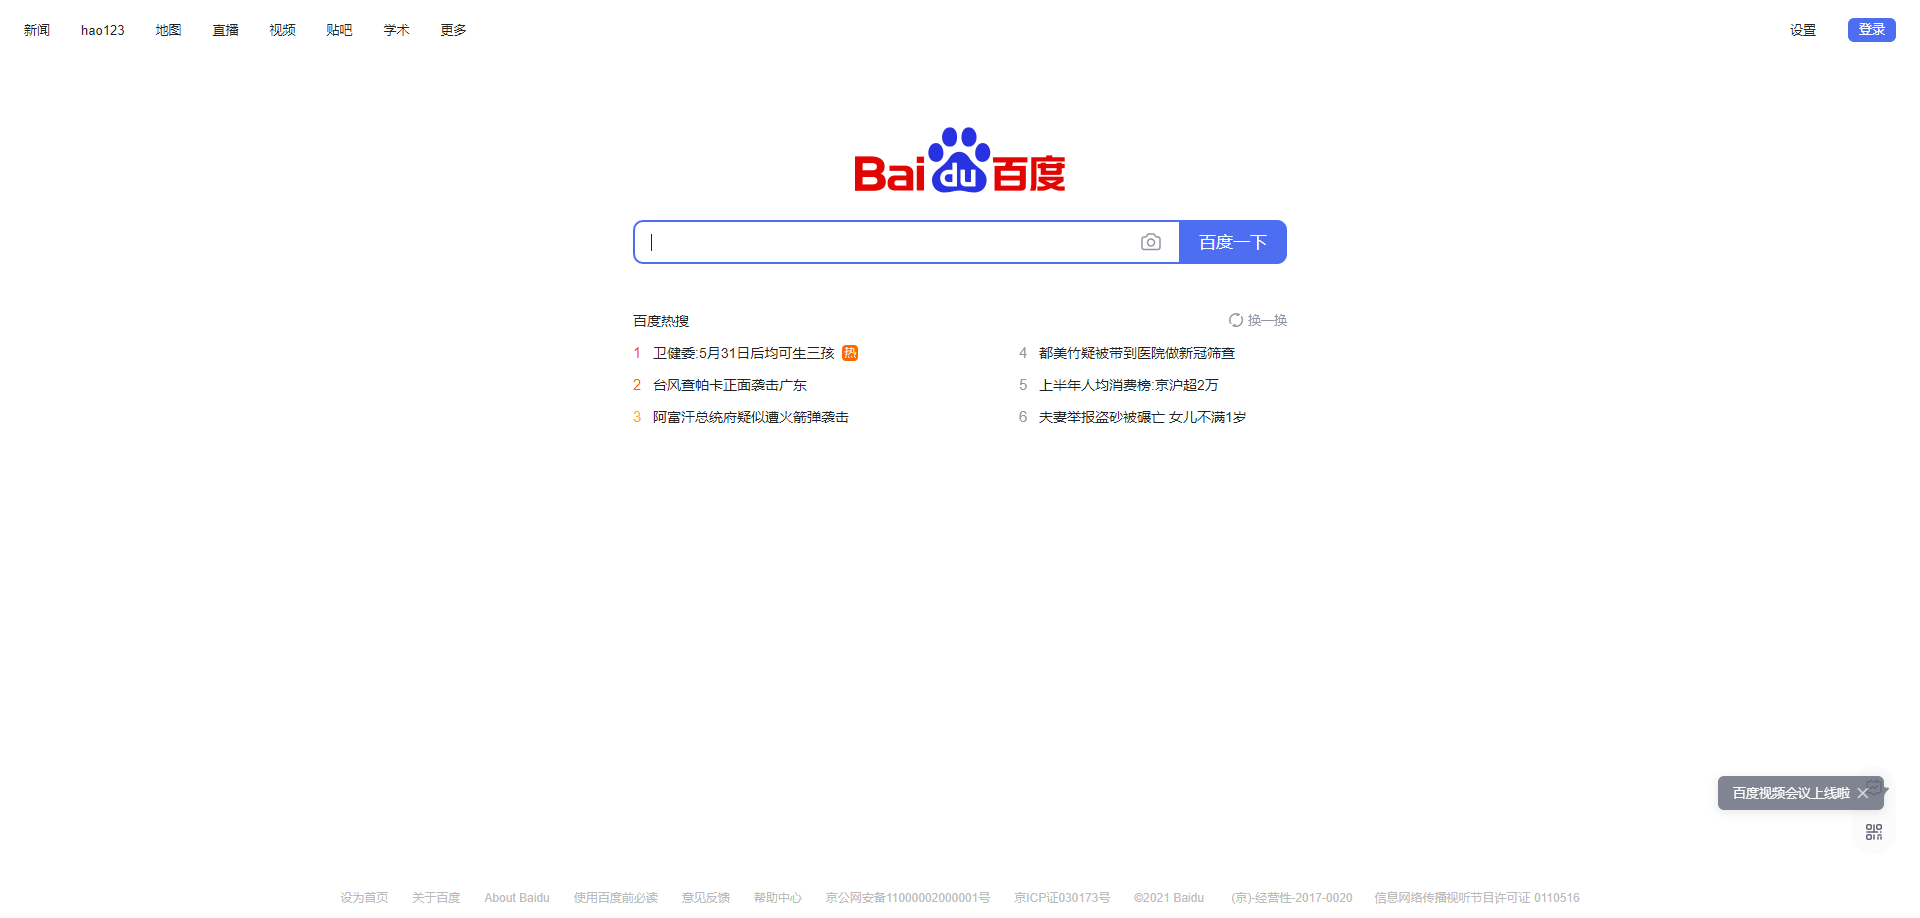 新闻 hao123 地图 直播 视频 贴吧 学术 更多 设置 登录
Bai du 百度
百度一下
百度热搜 换一换
1 卫健委:5月31日后均可生三孩 热
2 台风查帕卡正面袭击广东
3 阿富汗总统府疑似遭火箭弹袭击
4 都美竹疑被带到医院做新冠筛查
5 上半年人均消费榜:京沪超2万
6 夫妻举报盗砂被碾亡 女儿不满1岁
百度视频会议上线啦
设为首页 关于百度 About Baidu 使用百度前必读 意见反馈 帮助中心 京公网安备11000002000001号 京ICP证030173号 ©2021 Baidu (京)-经营性-2017-0020 信息网络传播视听节目许可证 0110516